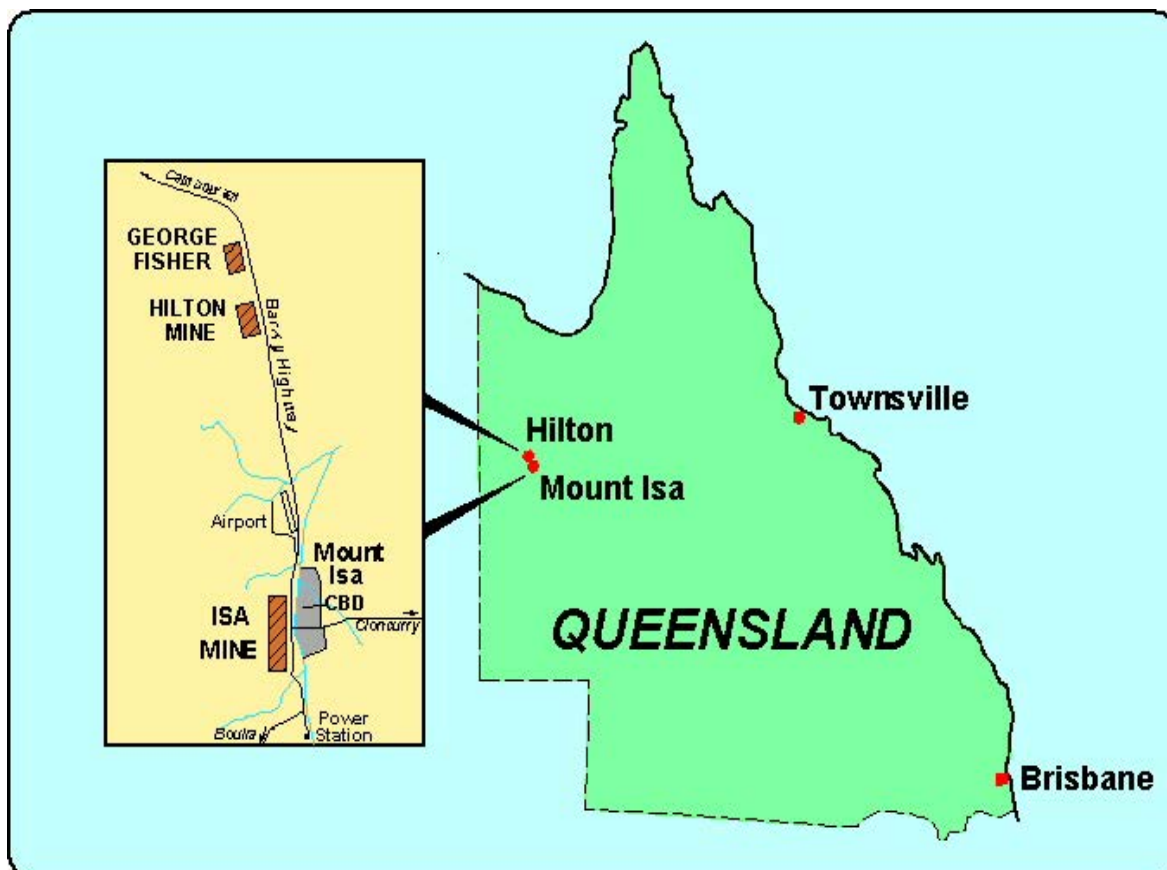 GEORGE
FISHER
HILTON
MINE
Highway
Airport
Mount
Isa
CBD
Cloncurry
ISA
MINE
Power
Station
Boulia
Hilton
Mount Isa
Townsville
QUEENSLAND
Brisbane